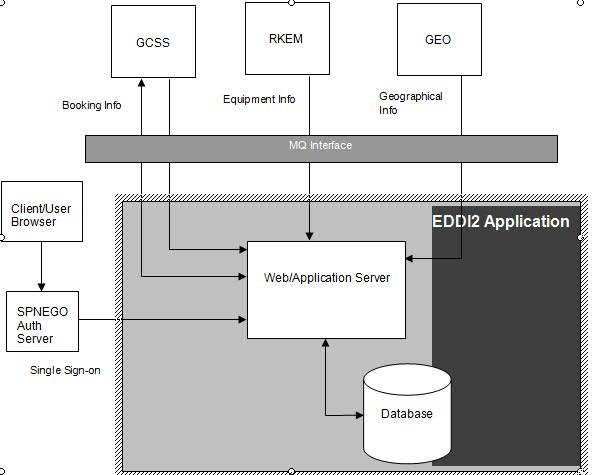 GCSS
RKEM
GEO
Booking Info
Equipment Info
Geographical
Info
MQ Interface
Client/User
Browser
EDDI2 Application
Web/Application Server
SPNEGO
Auth
Server
Single Sign-on
Database